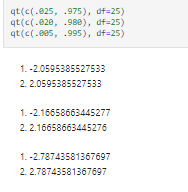 qt(c(.025, .975), df=25)
qt(c(.020, .980), df=25)
qt(c(.005, .995), df=25)
1. -2.0595385527533
2. 2.0595385527533
1. -2.16658663445277
2. 2.16658663445276
1. -2.78743581367697
2. 2.78743581367697